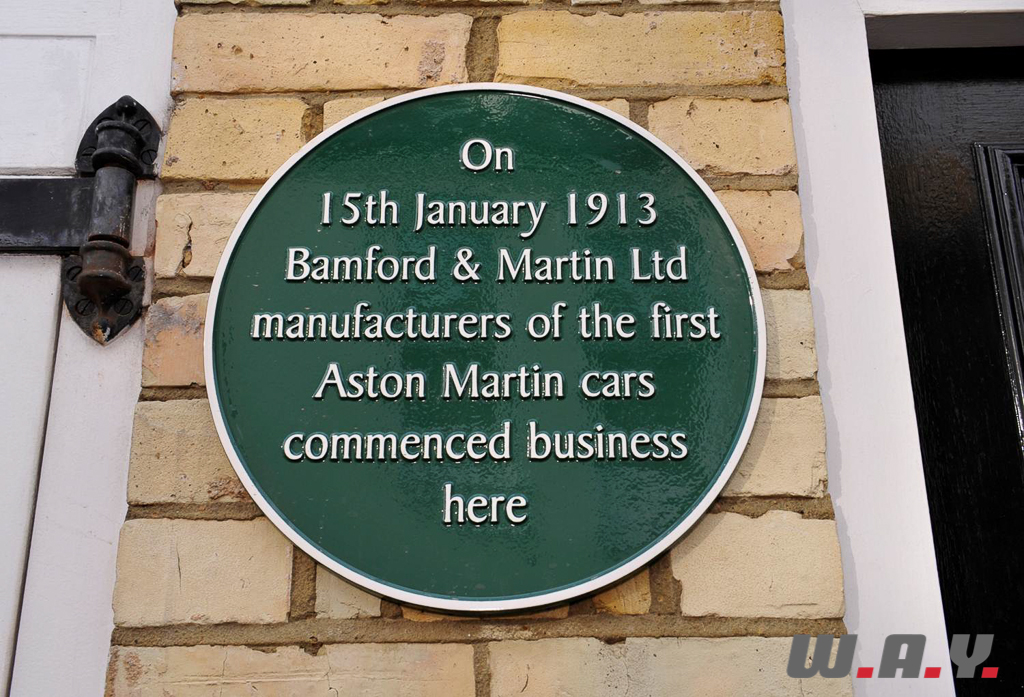 On
15th January 1913
Bamford & Martin Ltd
manufacturers of the first
Aston Martin cars
commenced business
here
W.A.Y.